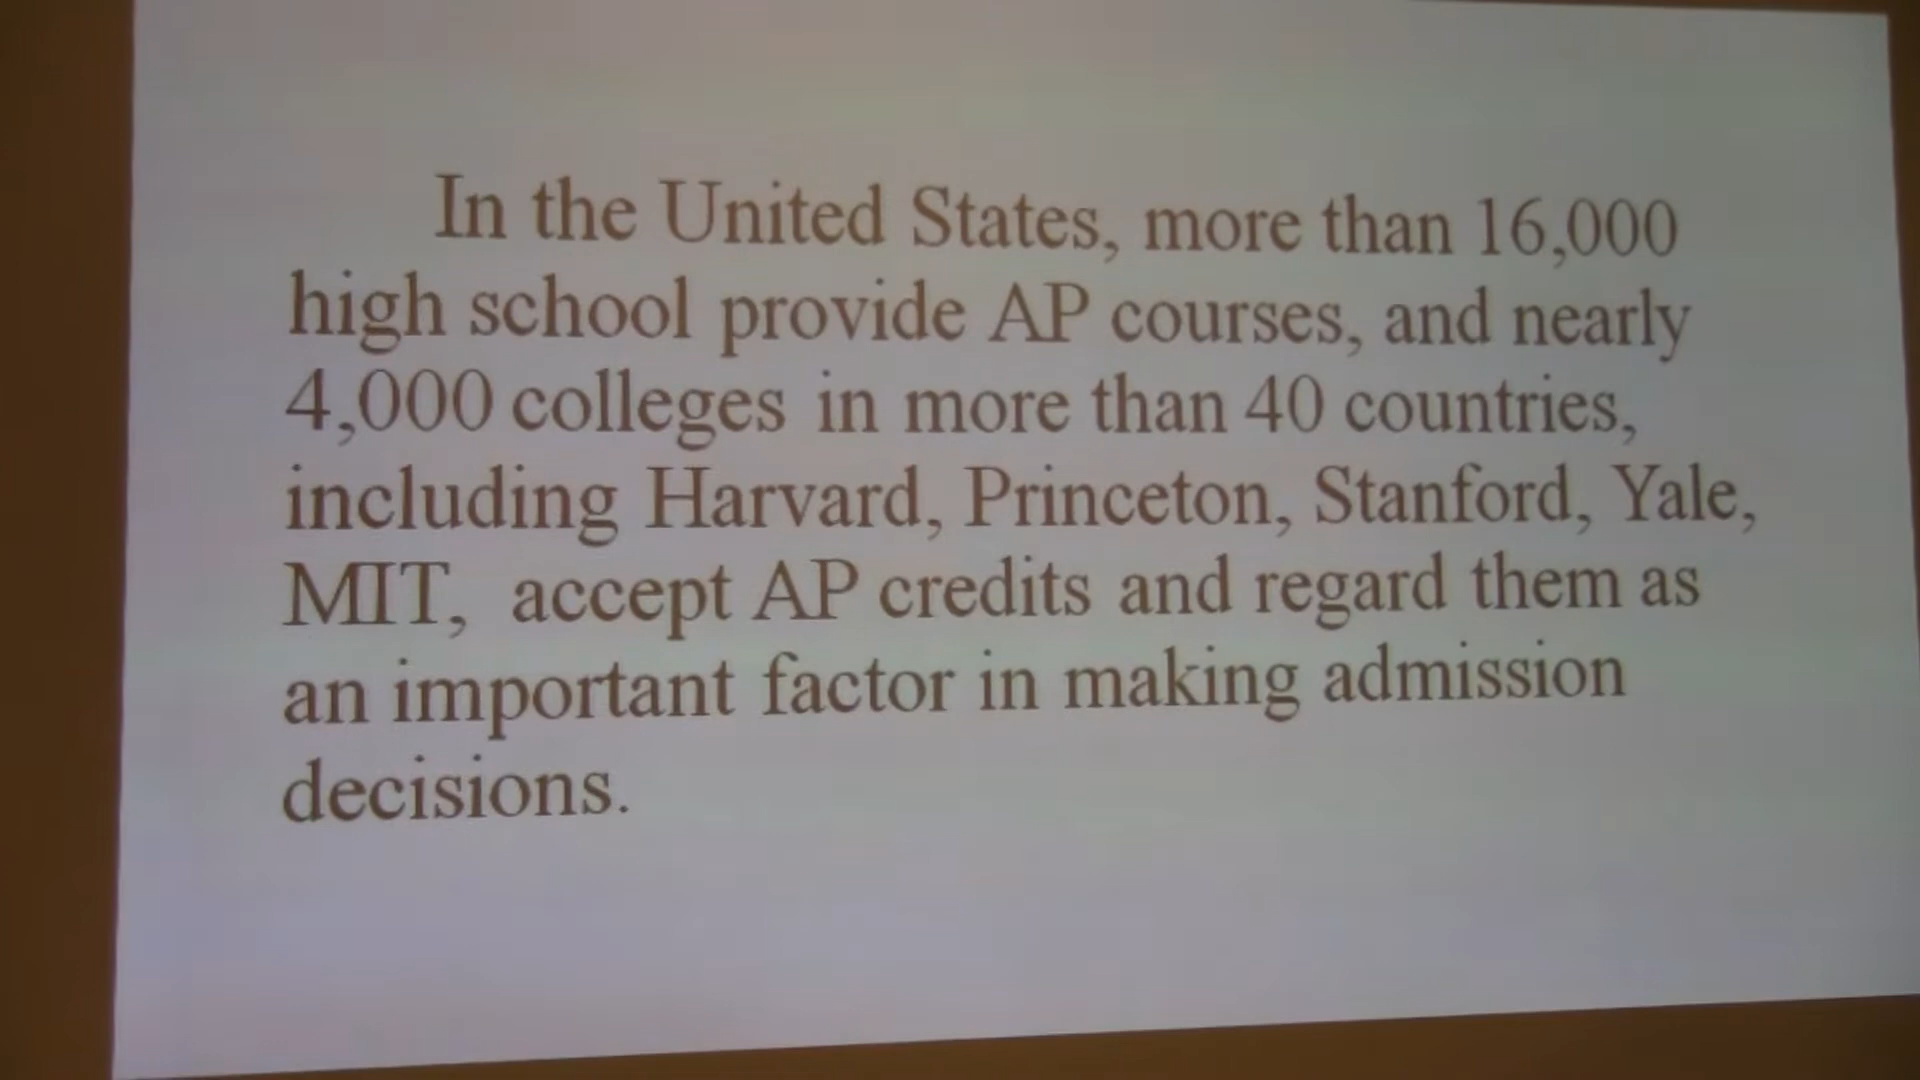 In the United States, more than 16,000
high school provide AP courses, and nearly
4,000 colleges in more than 40 countries,
including Harvard, Princeton, Stanford, Yale,
MIT, accept AP credits and regard them as
an important factor in making admission
decisions.